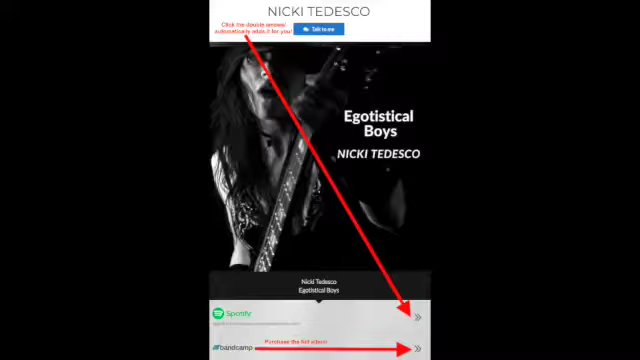 NICKI TEDESCO
Click the double arrows/
automatically adds it for you!
Talk to me
Egotistical
Boys
NICKI TEDESCO
Nicki Tedesco
Egotistical Boys
Spotify
Purchase the full album
bandcamp